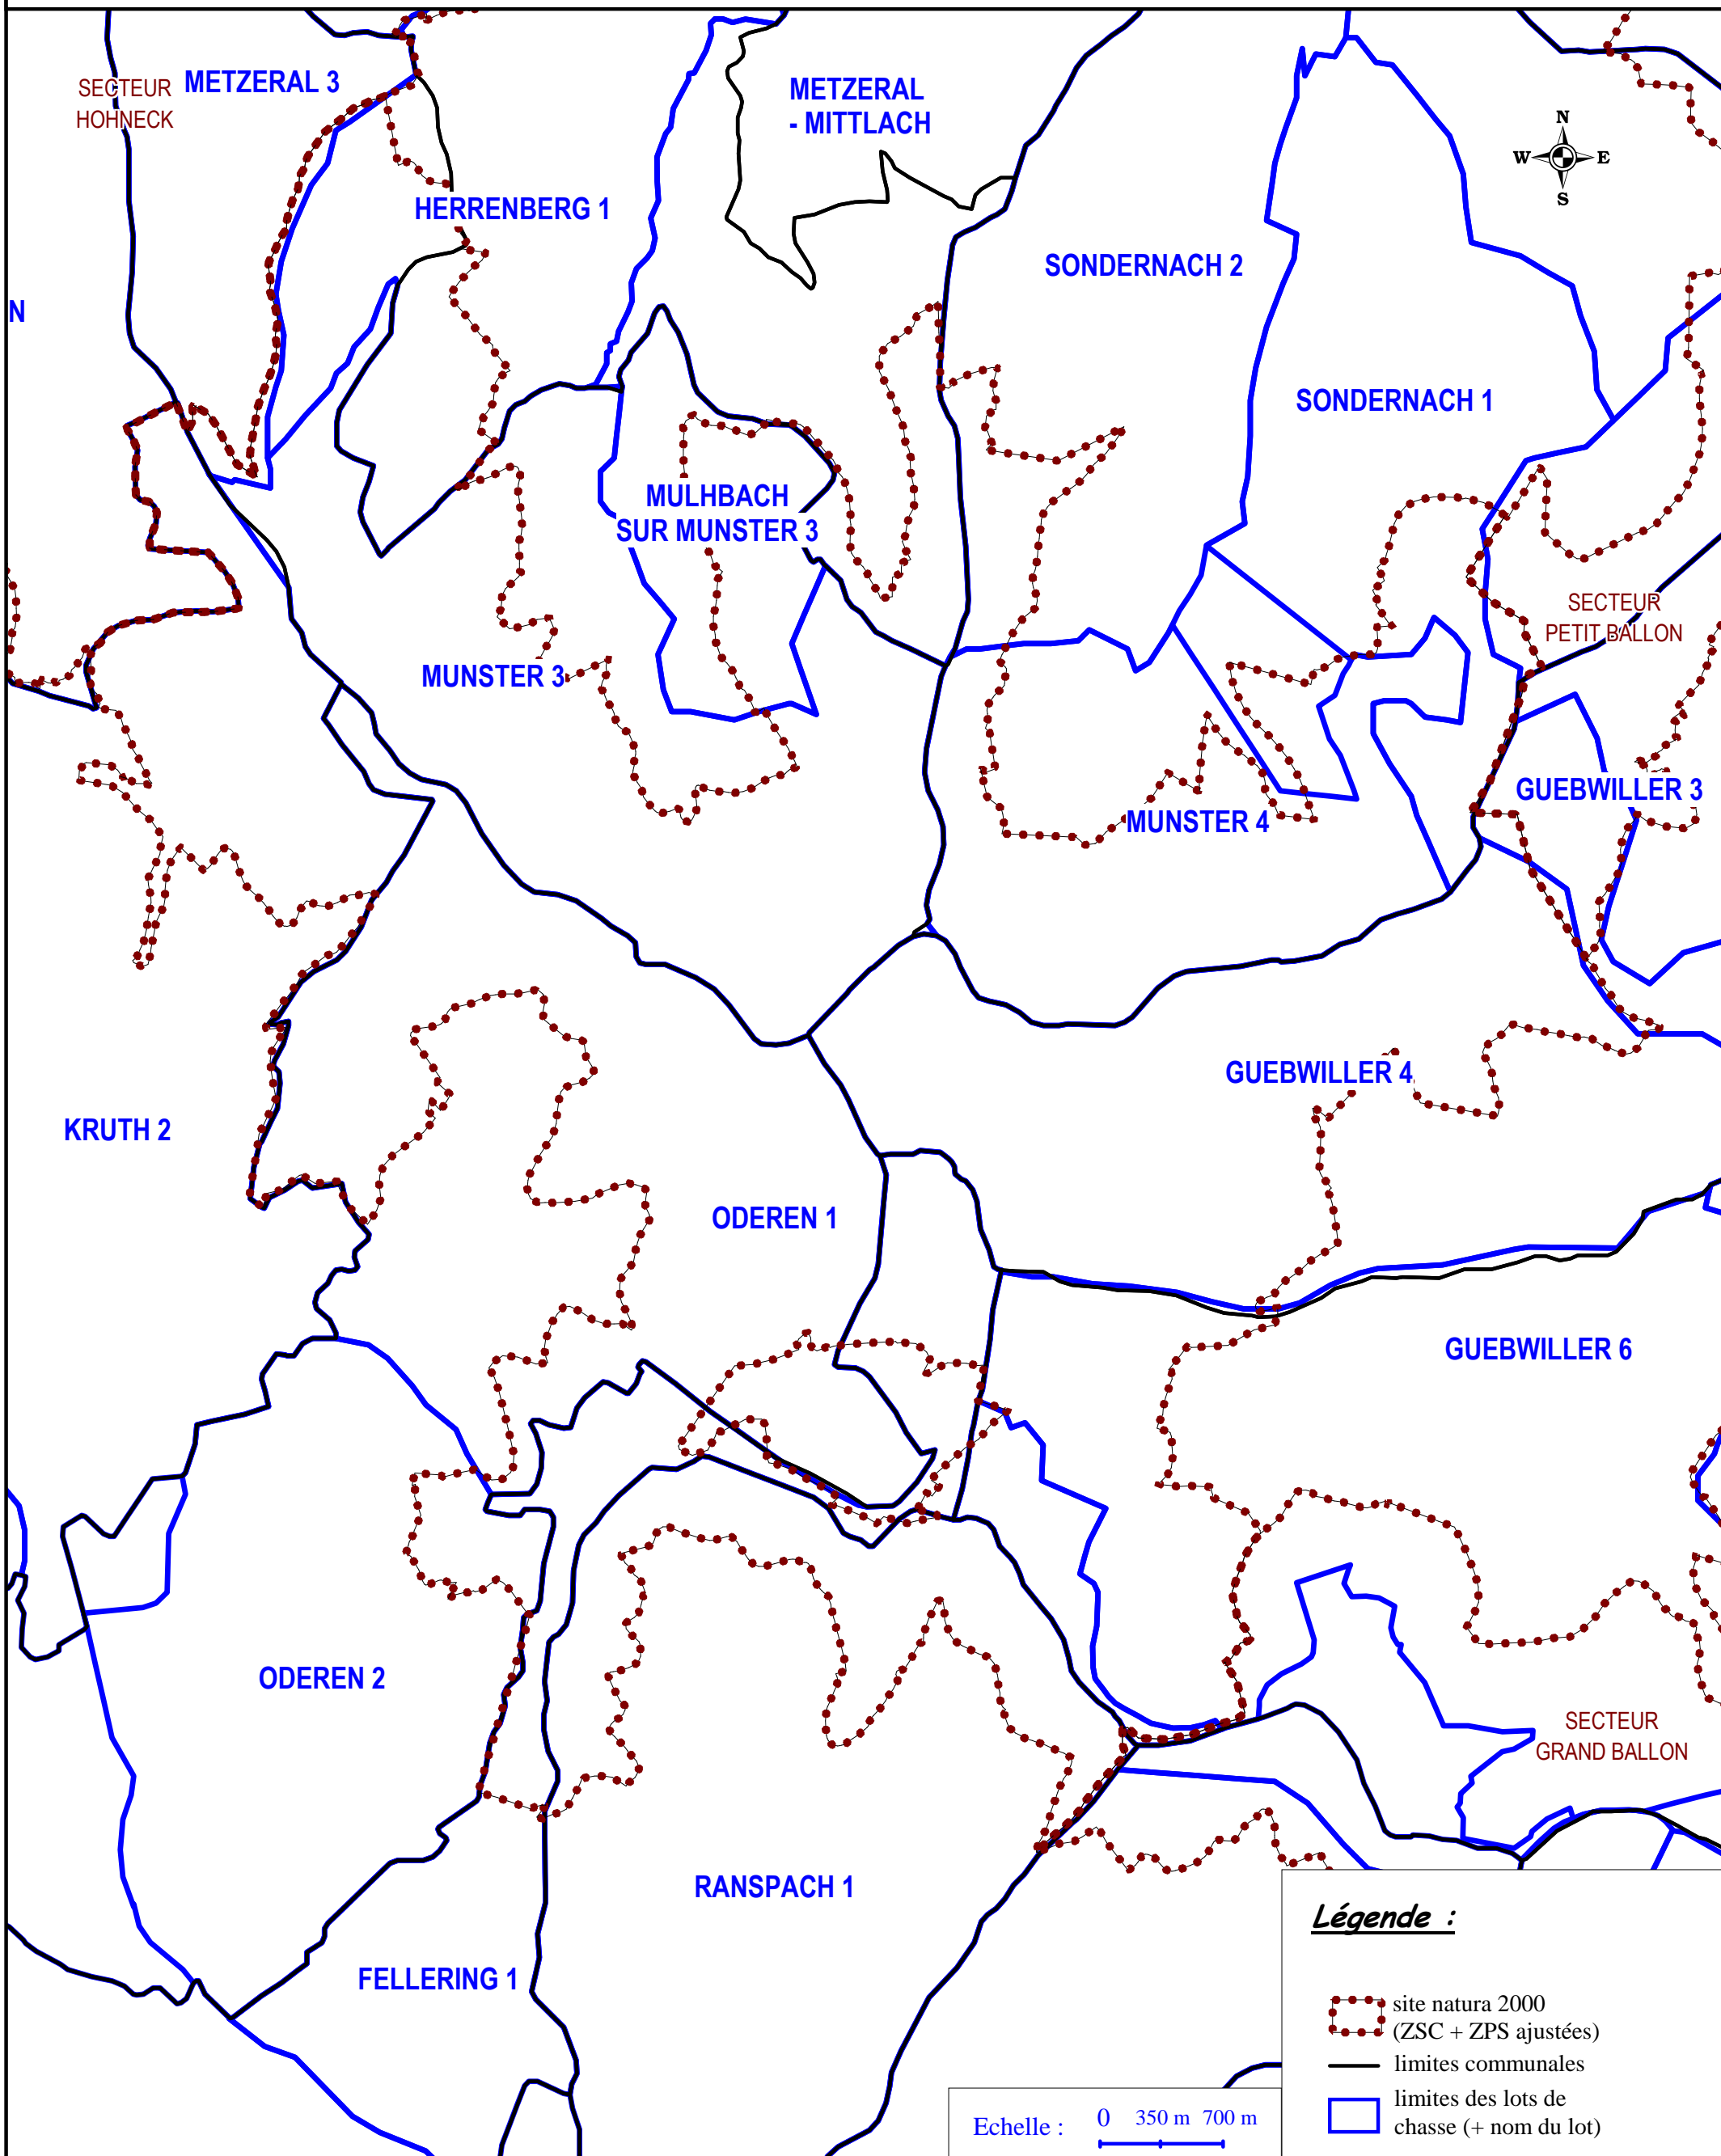 SECTEUR
HOHNECK
METZERAL 3
METZERAL
- MITTLACH
N
W E
S
HERRENBERG 1
SONDERNACH 2
N
SONDERNACH 1
MULHBACH
SUR MUNSTER 3
SECTEUR
PETIT BALLON
MUNSTER 3
GUEBWILLER 3
MUNSTER 4
GUEBWILLER 4
KRUTH 2
ODEREN 1
GUEBWILLER 6
ODEREN 2
SECTEUR
GRAND BALLON
RANSPACH 1
FELLERING 1
Légende :
site natura 2000
(ZSC + ZPS ajustées)
limites communales
limites des lots de
chasse (+ nom du lot)
Echelle : 0 350 m 700 m